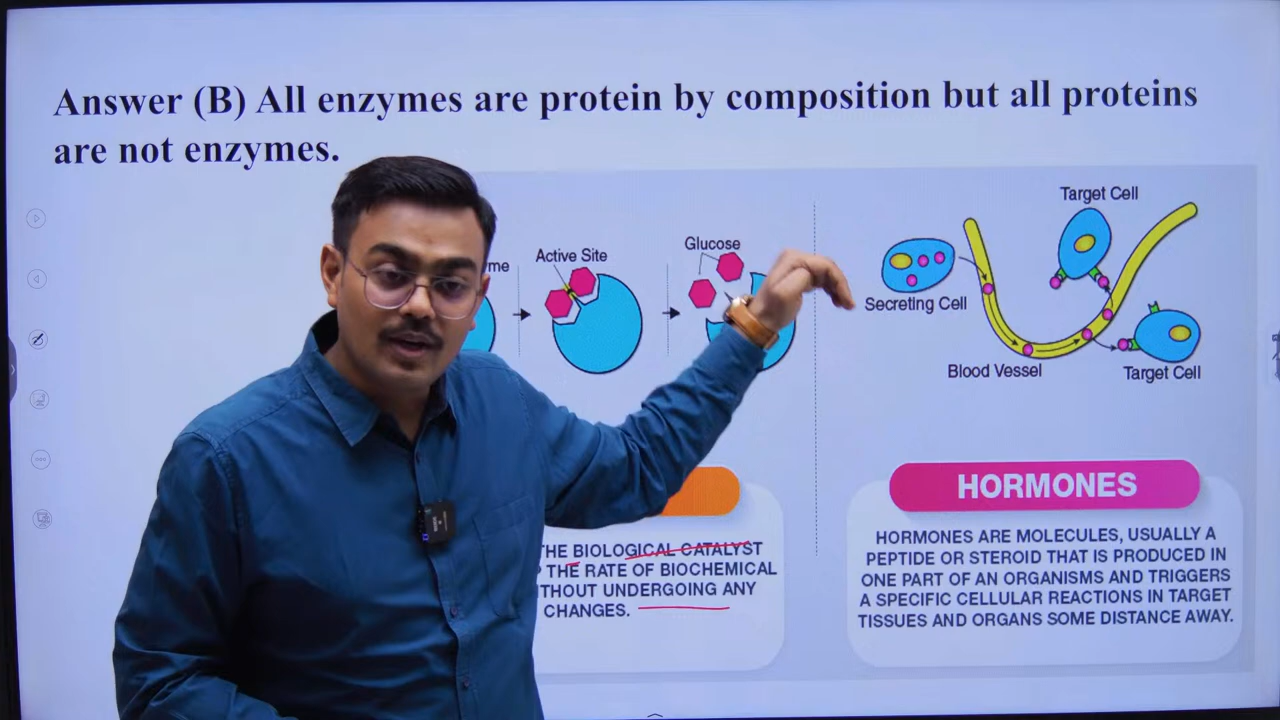 Answer (B) All enzymes are protein by composition but all proteins
are not enzymes.
Target Cell
Active Site
Glucose
Secreting Cell
Blood Vessel
Target Cell
THE BIOLOGICAL CATALYST
THE RATE OF BIOCHEMICAL
UNDERGOING ANY
CHANGES.
HORMONES
HORMONES ARE MOLECULES, USUALLY A
PEPTIDE OR STEROID THAT IS PRODUCED IN
ONE PART OF AN ORGANISMS AND TRIGGERS
A SPECIFIC CELLULAR REACTIONS IN TARGET
TISSUES AND ORGANS SOME DISTANCE AWAY.